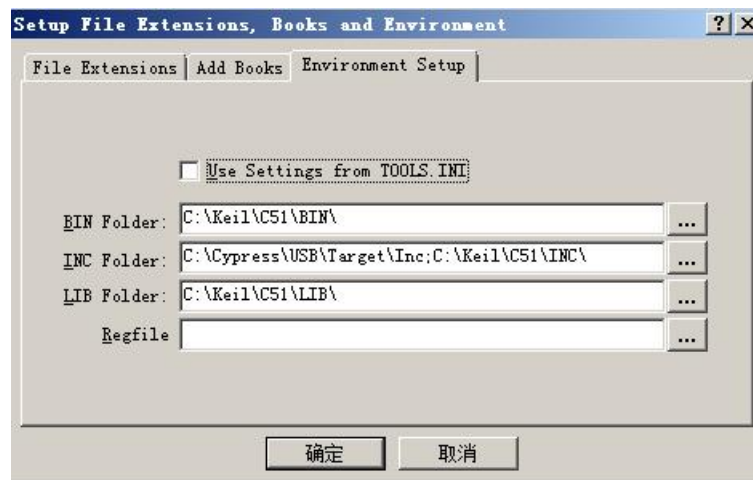 Setup File Extensions, Books and Environment
File Extensions Add Books Environment Setup
Use Settings from TOOLS.INI
BIN Folder: C:\Keil\C51\BIN\ ...
INC Folder: C:\Cypress\USB\Target\Inc;C:\Keil\C51\INC\ ...
LIB Folder: C:\Keil\C51\LIB\ ...
Regfile ...
确定 取消